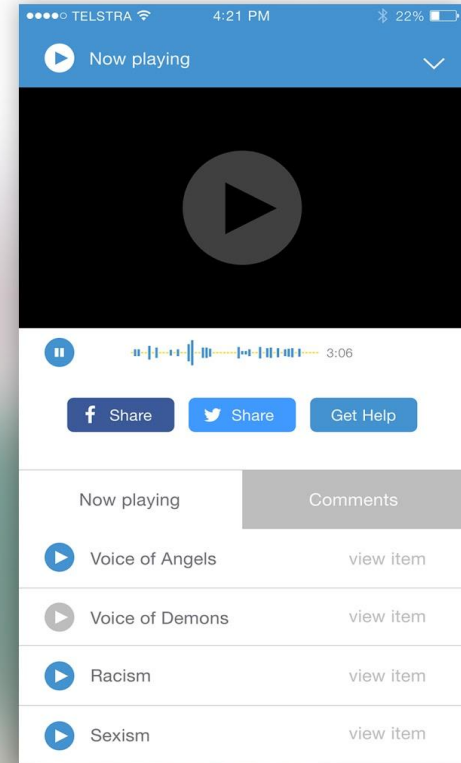 TELSTRA 4:21 PM 22%
Now playing
3:06
f Share Share Get Help
Now playing Comments
Voice of Angels view item
Voice of Demons view item
Racism view item
Sexism view item